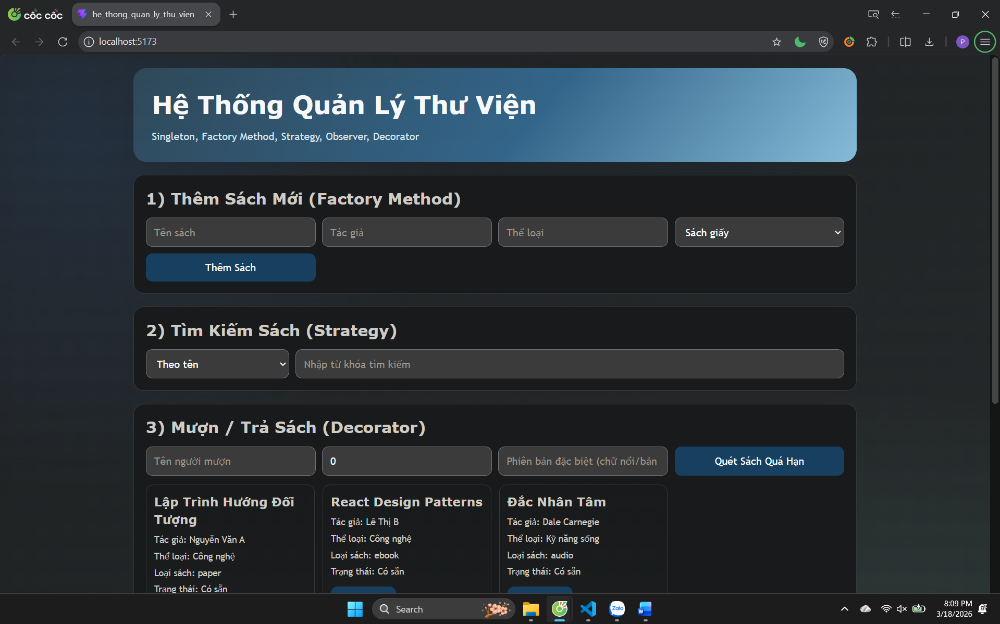 cốc cốc
he_thong_quan_ly_thu_vien
localhost:5173
P
Hệ Thống Quản Lý Thư Viện
Singleton, Factory Method, Strategy, Observer, Decorator
1) Thêm Sách Mới (Factory Method)
Tên sách
Tác giả
Thể loại
Sách giấy
Thêm Sách
2) Tìm Kiếm Sách (Strategy)
Theo tên
Nhập từ khóa tìm kiếm
3) Mượn / Trả Sách (Decorator)
Tên người mượn
0
Phiên bản đặc biệt (chữ nổi/bản
Quét Sách Quá Hạn
Lập Trình Hướng Đối
Tượng
Tác giả: Nguyễn Văn A
Thể loại: Công nghệ
Loại sách: paper
Trạng thái: Có sẵn
React Design Patterns
Tác giả: Lê Thị B
Thể loại: Công nghệ
Loại sách: ebook
Trạng thái: Có sẵn
Đắc Nhân Tâm
Tác giả: Dale Carnegie
Thể loại: Kỹ năng sống
Loại sách: audio
Trạng thái: Có sẵn
Search
Zalo
W
8:09 PM
3/18/2026